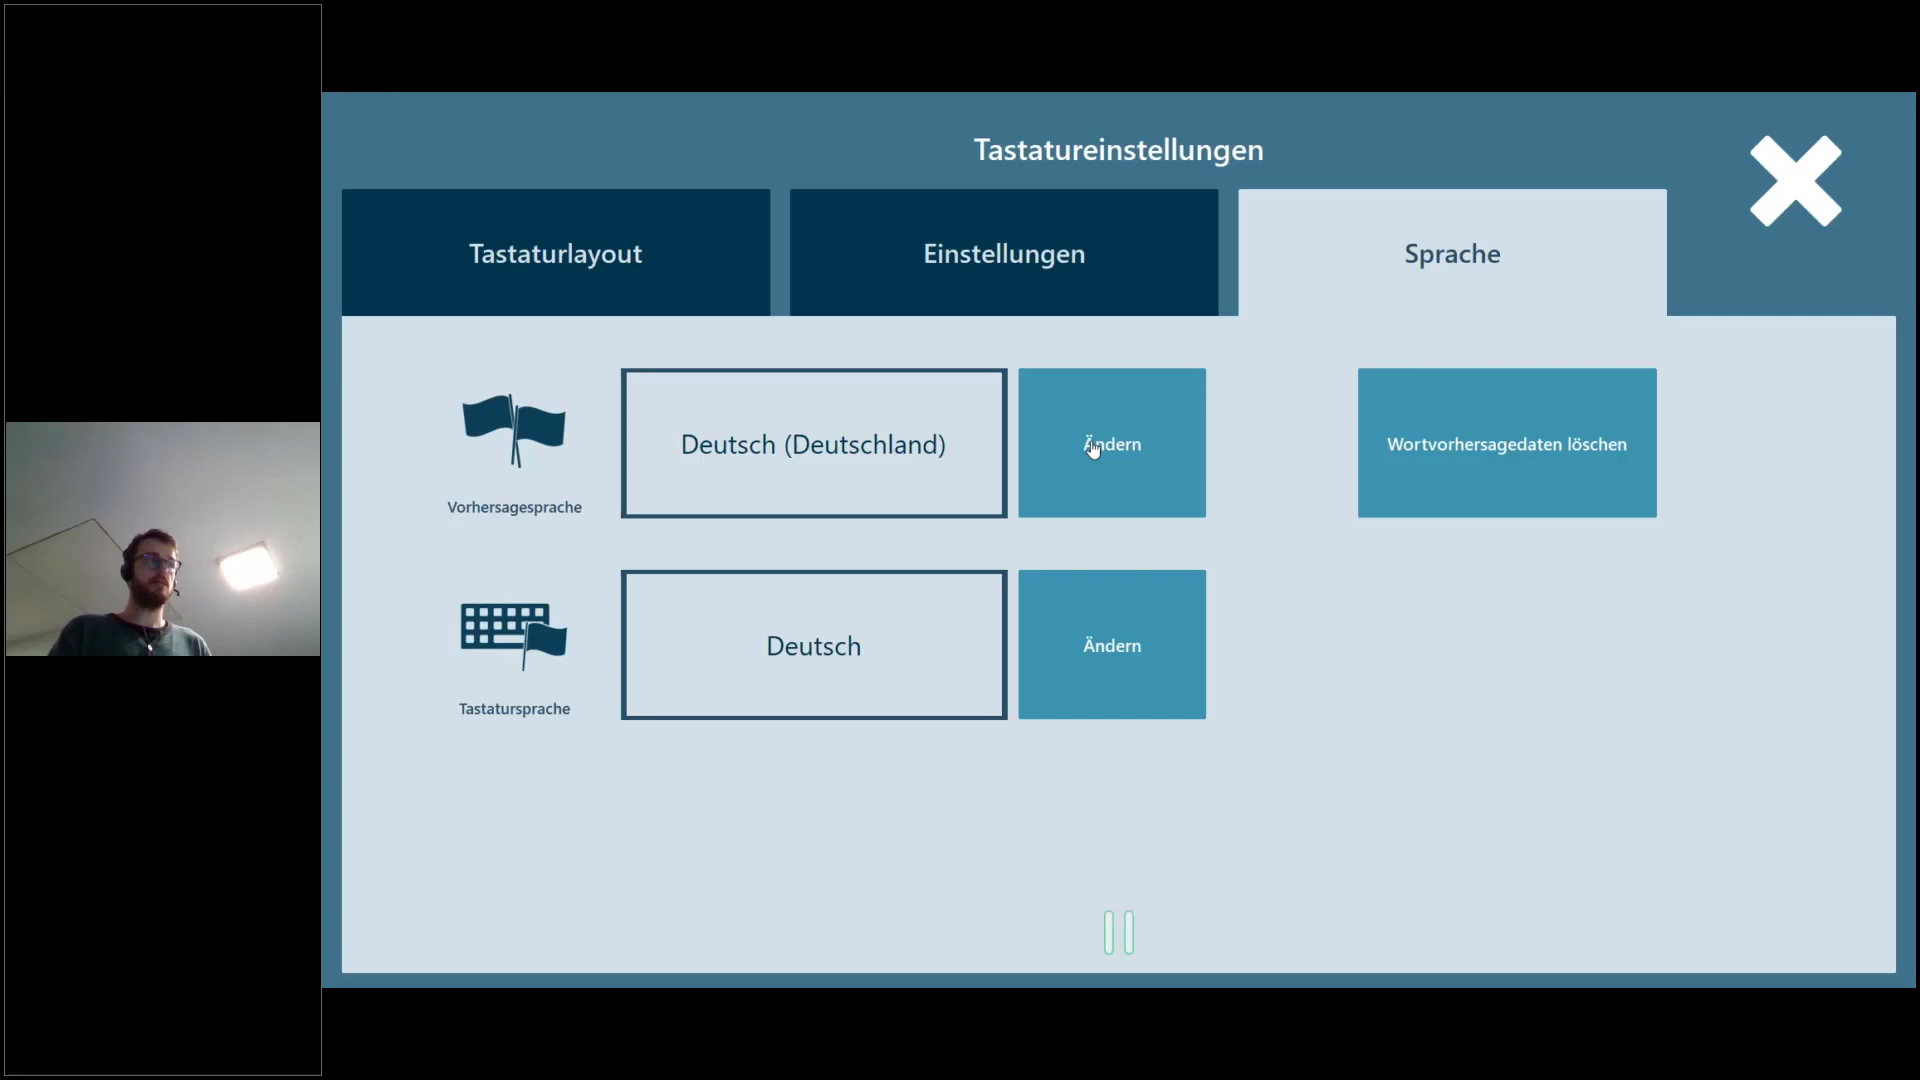 Tastatureinstellungen
Tastaturlayout
Einstellungen
Sprache
Deutsch (Deutschland)
Ändern
Wortvorhersagedaten löschen
Vorhersagesprache
Deutsch
Ändern
Tastatursprache